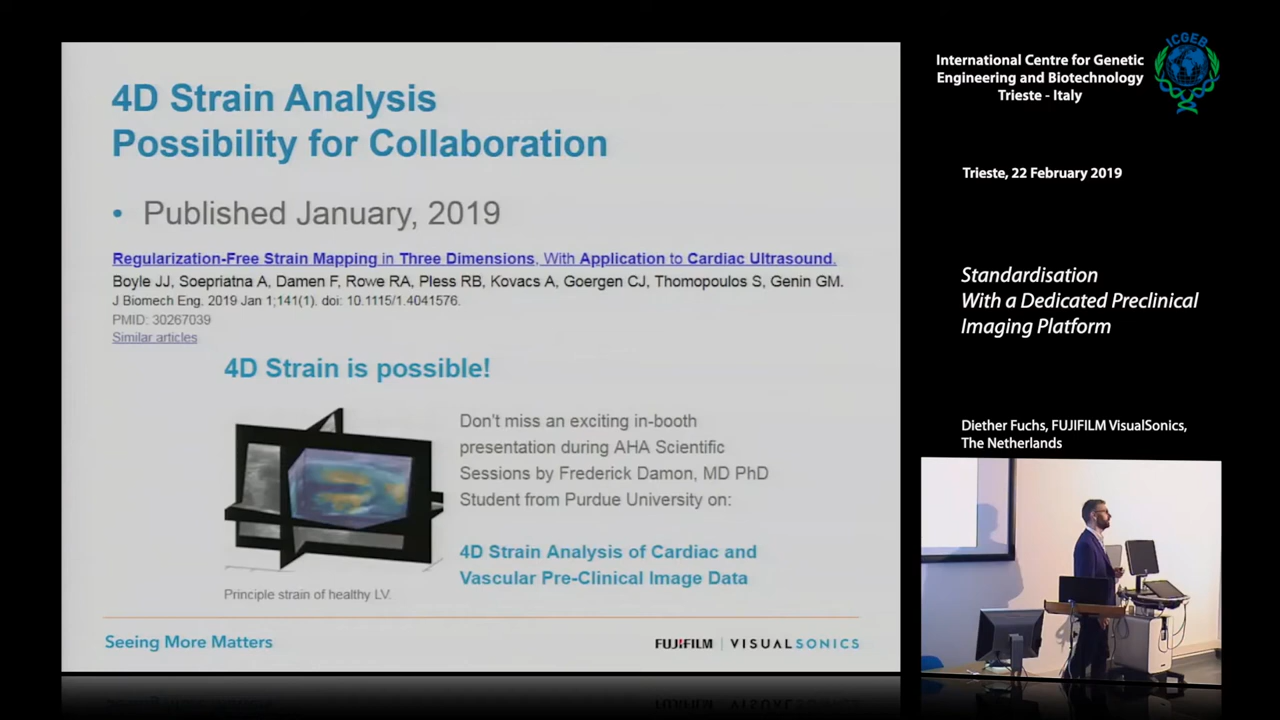 4D Strain Analysis
Possibility for Collaboration
• Published January, 2019
Regularization-Free Strain Mapping in Three Dimensions, With Application to Cardiac Ultrasound.
Boyle JJ, Soepriatna A, Damen F, Rowe RA, Pless RB, Kovacs A, Goergen CJ, Thomopoulos S, Genin GM.
J Biomech Eng. 2019 Jan 1;141(1). doi: 10.1115/1.4041576.
PMID: 30267039
Similar articles
4D Strain is possible!
Don't miss an exciting in-booth
presentation during AHA Scientific
Sessions by Frederick Damon, MD PhD
Student from Purdue University on:
4D Strain Analysis of Cardiac and
Vascular Pre-Clinical Image Data
Principle strain of healthy LV.
Seeing More Matters
FUJIFILM | VISUALSONICS
International Centre for Genetic
Engineering and Biotechnology
Trieste - Italy
ICGEB
Trieste, 22 February 2019
Standardisation
With a Dedicated Preclinical
Imaging Platform
Diether Fuchs, FUJIFILM VisualSonics,
The Netherlands